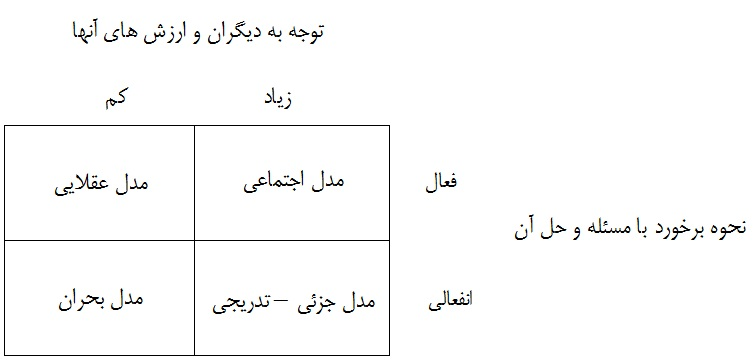 توجه به دیگران و ارزش های آنها
زیاد
کم
فعال
مدل اجتماعی
مدل عقلایی
نحوه برخورد با مسئله و حل آن
انفعالی
مدل جزئی – تدریجی
مدل بحران